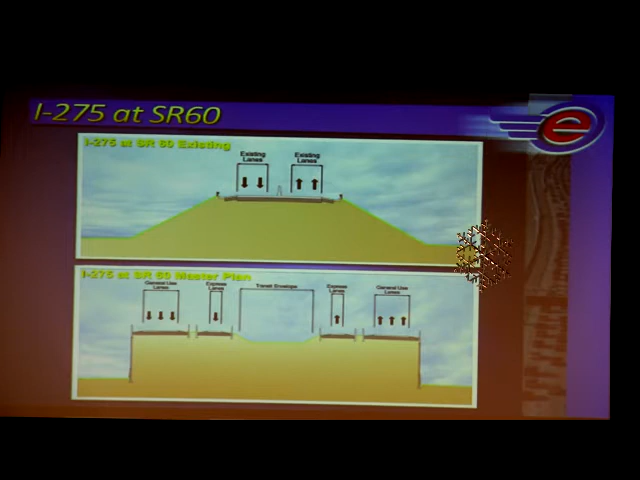 I-275 at SR60
e
I-275 at SR 60 Existing
Existing
Lanes
Existing
Lanes
I-275 at SR 60 Master Plan
General Use
Lanes
Express
Lanes
Transit Envelope
Express
Lanes
General Use
Lanes